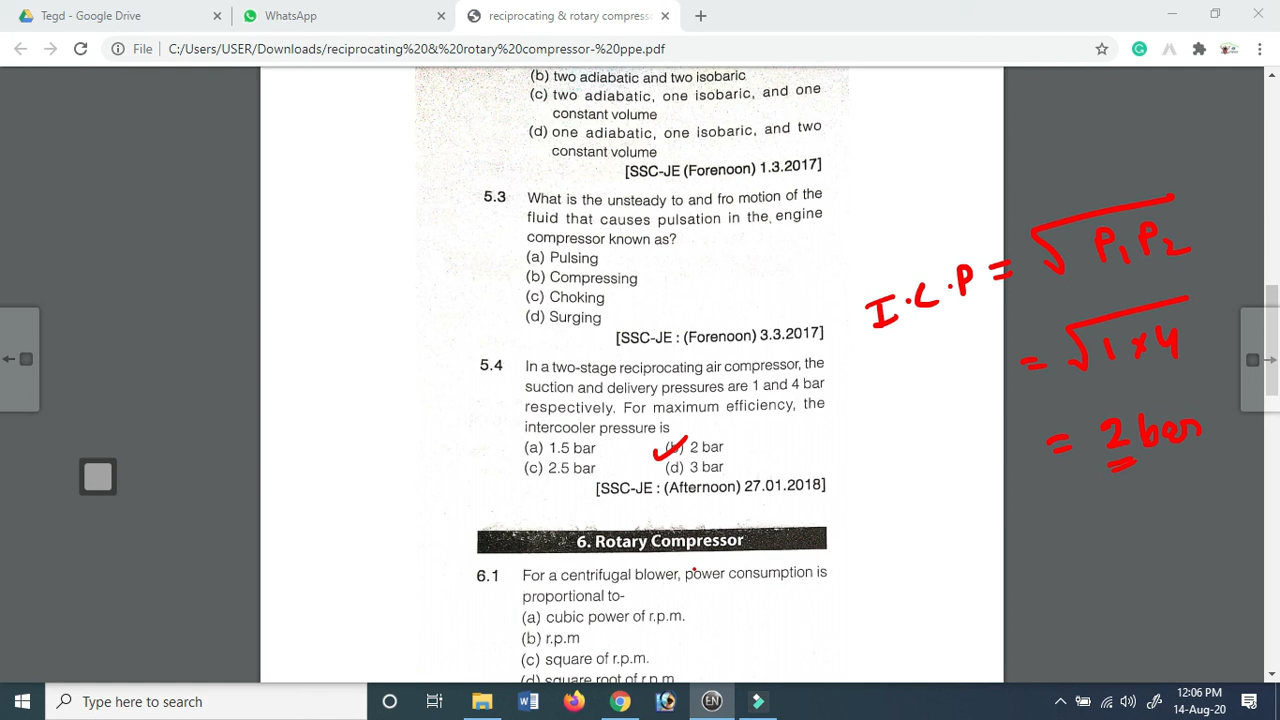 Tegd - Google Drive
WhatsApp
reciprocating & rotary compress
File C:/Users/USER/Downloads/reciprocating%20&%20rotary%20compressor-%20ppe.pdf
(b) two adiabatic and two isobaric
(c) two adiabatic, one isobaric, and one
constant volume
(d) one adiabatic, one isobaric, and two
constant volume
[SSC-JE (Forenoon) 1.3.2017]
5.3 What is the unsteady to and fro motion of the
fluid that causes pulsation in the engine
compressor known as?
(a) Pulsing
(b) Compressing
(c) Choking
(d) Surging
[SSC-JE : (Forenoon) 3.3.2017]
5.4 In a two-stage reciprocating air compressor, the
suction and delivery pressures are 1 and 4 bar
respectively. For maximum efficiency, the
intercooler pressure is
(a) 1.5 bar (b) 2 bar
(c) 2.5 bar (d) 3 bar
[SSC-JE : (Afternoon) 27.01.2018]
I.C.P = √P1P2
= √1×4
= 2 bar
6. Rotary Compressor
6.1 For a centrifugal blower, power consumption is
proportional to-
(a) cubic power of r.p.m.
(b) r.p.m
(c) square of r.p.m.
(d) square root of r.p.m
Type here to search
EN
12:06 PM
14-Aug-20